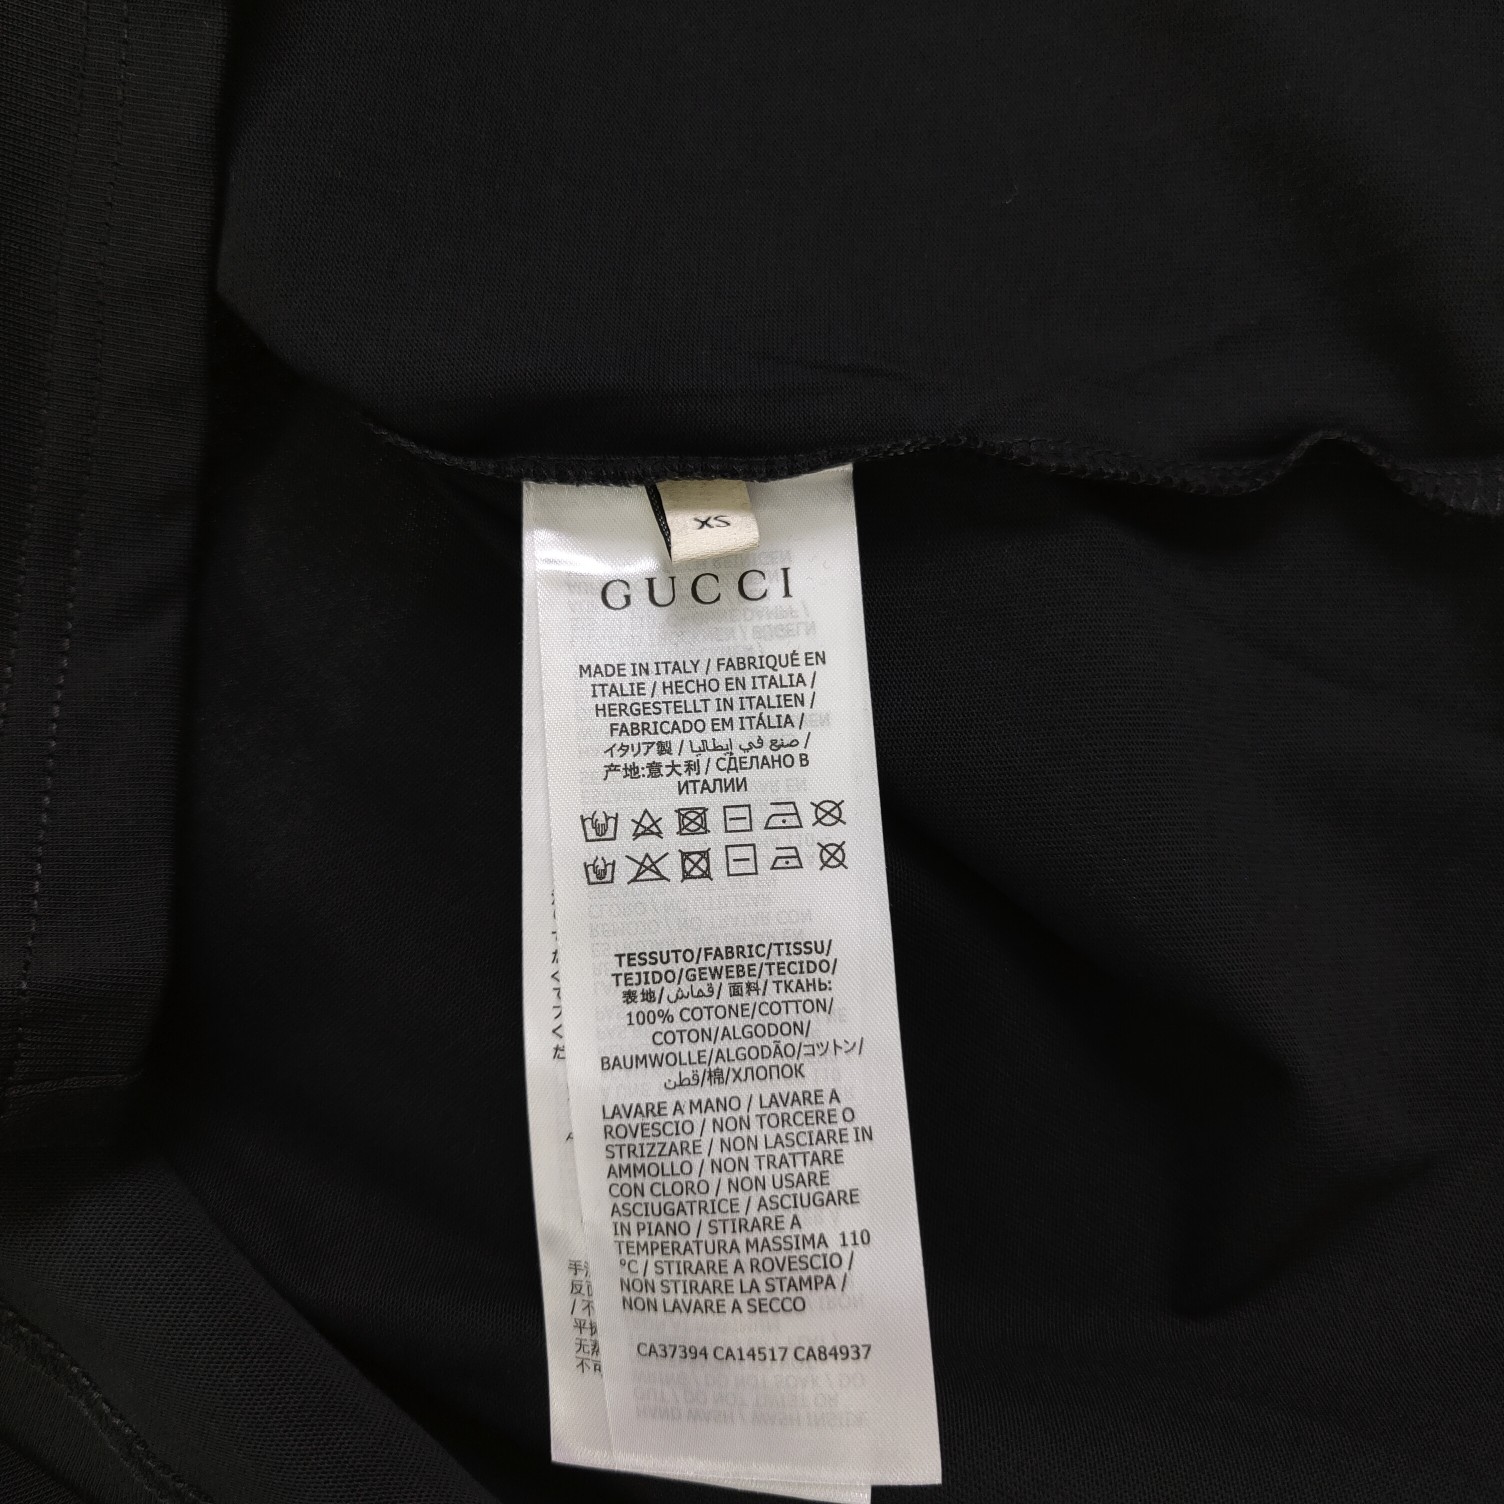 XS
GUCCI
MADE IN ITALY / FABRIQUÉ EN
ITALIE / HECHO EN ITALIA /
HERGESTELLT IN ITALIEN /
FABRICADO EM ITÁLIA /
イタリア製 / صنع في إيطاليا /
产地:意大利 / СДЕЛАНО В
ИТАЛИИ
TESSUTO/FABRIC/TISSU/
TEJIDO/GEWEBE/TECIDO/
表地/قماش/ 面料/ ТКАНЬ:
100% COTONE/COTTON/
COTON/ALGODON/
BAUMWOLLE/ALGODÃO/コットン/
قطن/棉/ХЛОПОК
LAVARE A MANO / LAVARE A
ROVESCIO / NON TORCERE O
STRIZZARE / NON LASCIARE IN
AMMOLLO / NON TRATTARE
CON CLORO / NON USARE
ASCIUGATRICE / ASCIUGARE
IN PIANO / STIRARE A
TEMPERATURA MASSIMA 110
°C / STIRARE A ROVESCIO /
NON STIRARE LA STAMPA /
NON LAVARE A SECCO
CA37394 CA14517 CA84937